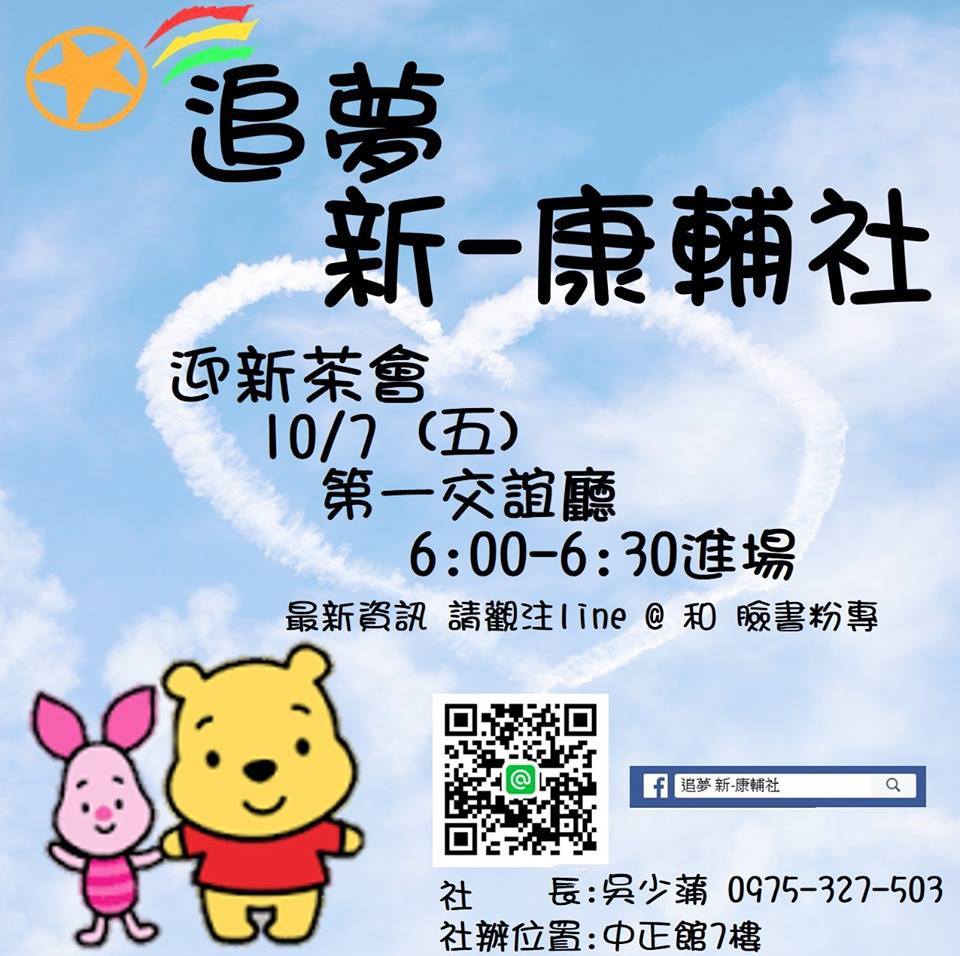 追夢
新-康輔社
迎新茶會
10/7 (五)
第一交誼廳
6:00-6:30進場
最新資訊 請觀注line @ 和 臉書粉專
@
f 追夢 新-康輔社
社 長:吳少蒲 0975-327-503
社辦位置:中正館7樓